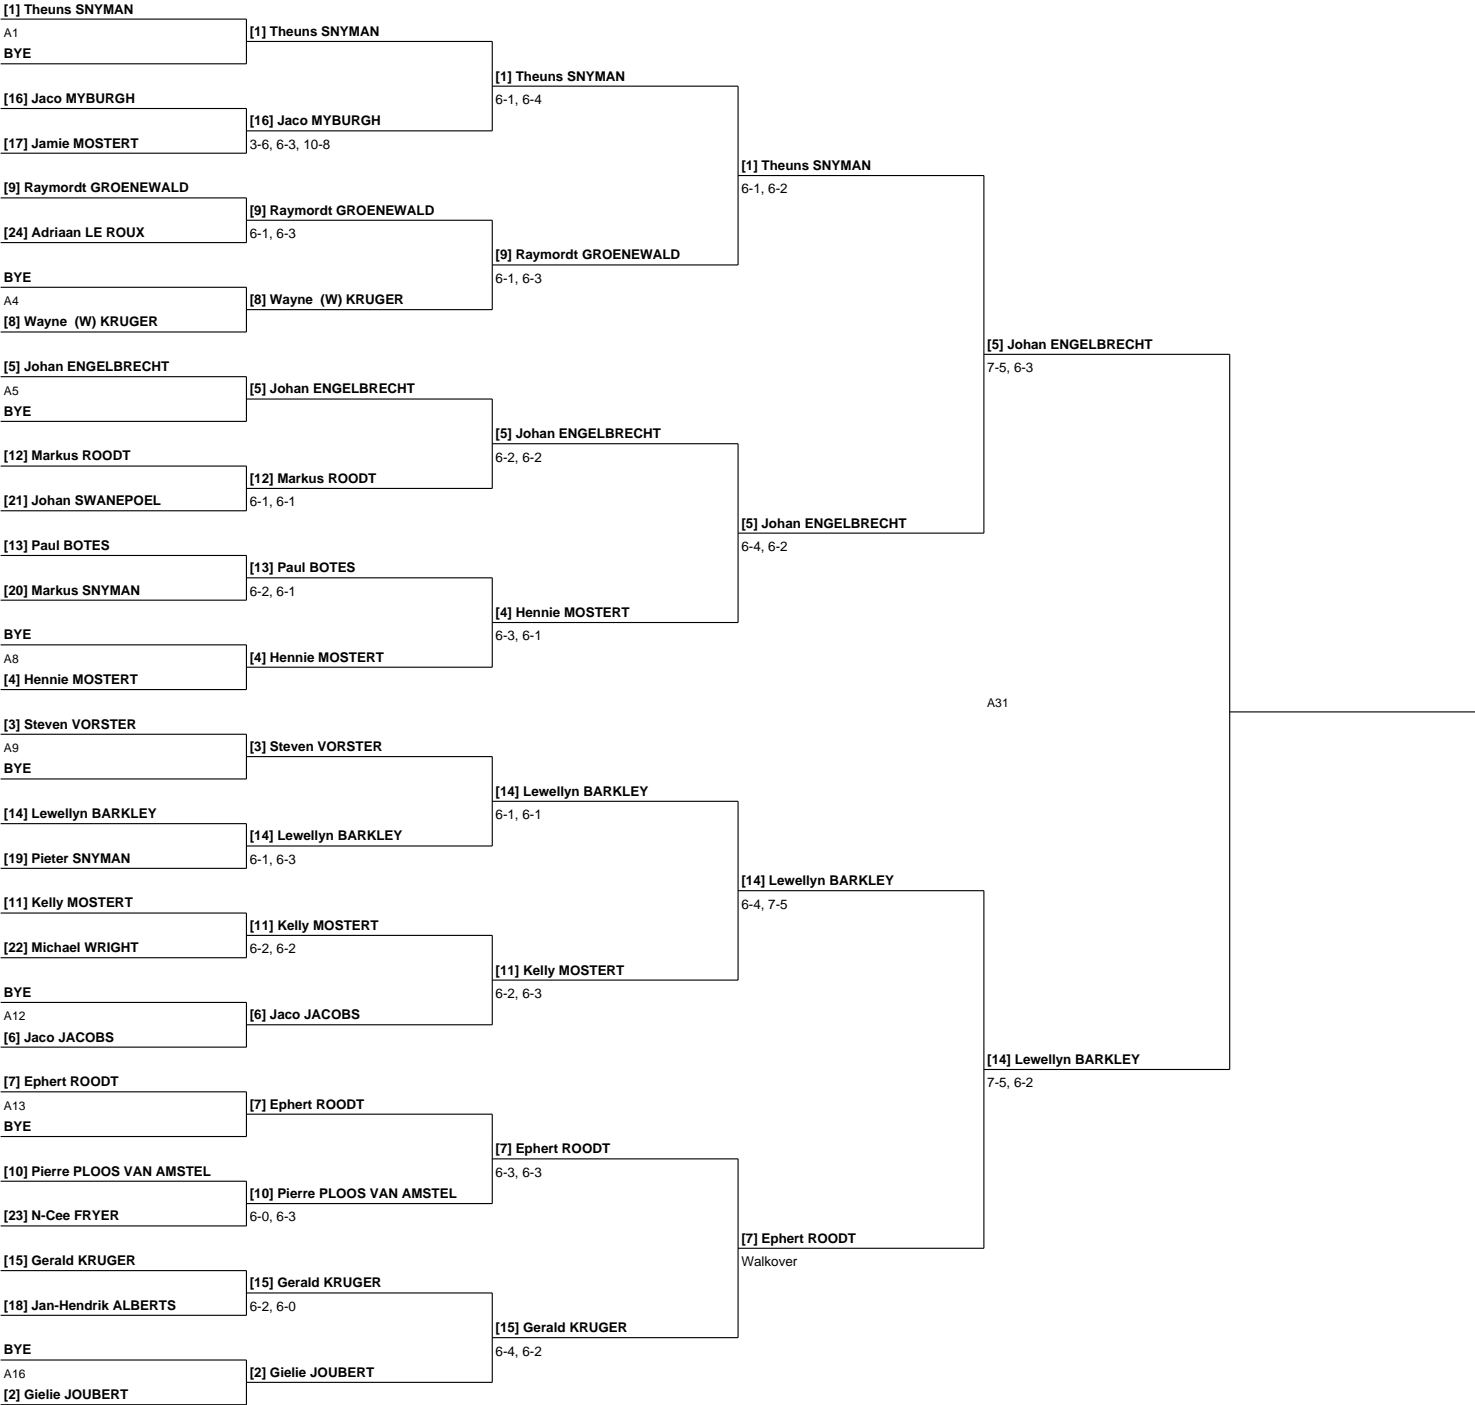 [1] Theuns SNYMAN
A1
BYE
[16] Jaco MYBURGH
[17] Jamie MOSTERT
[9] Raymordt GROENEWALD
[24] Adriaan LE ROUX
BYE
A4
[8] Wayne  (W) KRUGER
[5] Johan ENGELBRECHT
A5
BYE
[12] Markus ROODT
[21] Johan SWANEPOEL
[13] Paul BOTES
[20] Markus SNYMAN
BYE
A8
[4] Hennie MOSTERT
[3] Steven VORSTER
A9
BYE
[14] Lewellyn BARKLEY
[19] Pieter SNYMAN
[11] Kelly MOSTERT
[22] Michael WRIGHT
BYE
A12
[6] Jaco JACOBS
[7] Ephert ROODT
A13
BYE
[10] Pierre PLOOS VAN AMSTEL
[23] N-Cee FRYER
[15] Gerald KRUGER
[18] Jan-Hendrik ALBERTS
BYE
A16
[2] Gielie JOUBERT
[1] Theuns SNYMAN
[16] Jaco MYBURGH
3-6, 6-3, 10-8
[9] Raymordt GROENEWALD
6-1, 6-3
[8] Wayne  (W) KRUGER
[5] Johan ENGELBRECHT
[12] Markus ROODT
6-1, 6-1
[13] Paul BOTES
6-2, 6-1
[4] Hennie MOSTERT
[3] Steven VORSTER
[14] Lewellyn BARKLEY
6-1, 6-3
[11] Kelly MOSTERT
6-2, 6-2
[6] Jaco JACOBS
[7] Ephert ROODT
[10] Pierre PLOOS VAN AMSTEL
6-0, 6-3
[15] Gerald KRUGER
6-2, 6-0
[2] Gielie JOUBERT
[1] Theuns SNYMAN
6-1, 6-4
[9] Raymordt GROENEWALD
6-1, 6-3
[5] Johan ENGELBRECHT
6-2, 6-2
[4] Hennie MOSTERT
6-3, 6-1
[14] Lewellyn BARKLEY
6-1, 6-1
[11] Kelly MOSTERT
6-2, 6-3
[7] Ephert ROODT
6-3, 6-3
[15] Gerald KRUGER
6-4, 6-2
[1] Theuns SNYMAN
6-1, 6-2
[5] Johan ENGELBRECHT
6-4, 6-2
[14] Lewellyn BARKLEY
6-4, 7-5
[7] Ephert ROODT
Walkover
[5] Johan ENGELBRECHT
7-5, 6-3
A31
[14] Lewellyn BARKLEY
7-5, 6-2